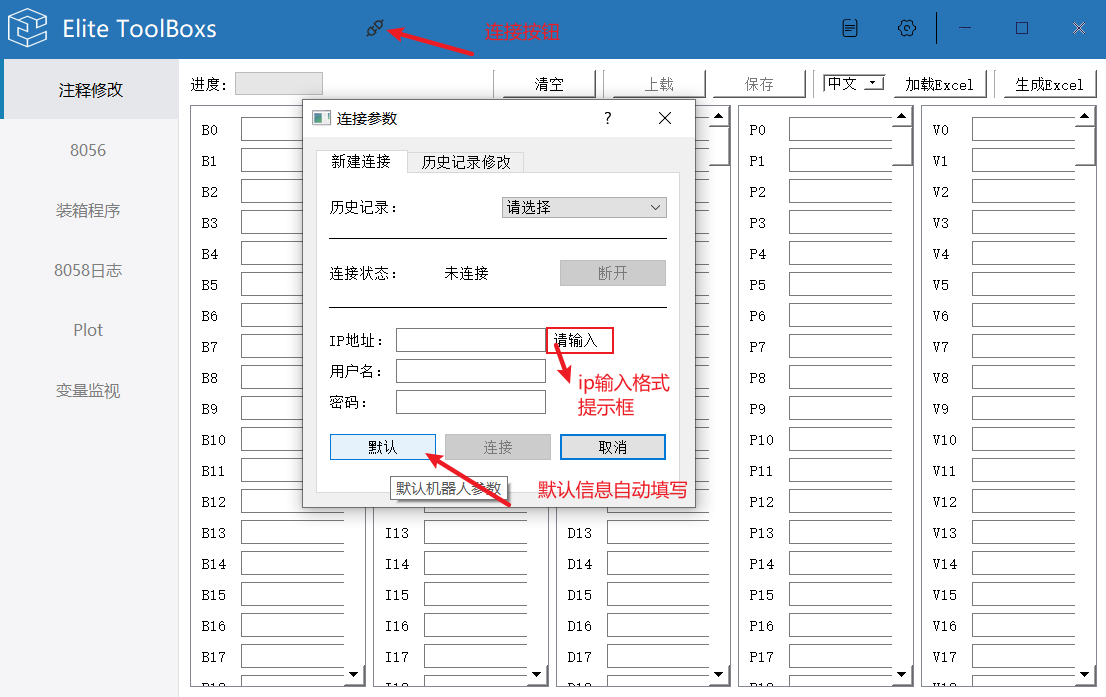 Elite ToolBoxs
连接按钮
注释修改
8056
装箱程序
8058日志
Plot
变量监视
进度：
清空
上载
保存
中文
加载Excel
生成Excel
连接参数
?
新建连接
历史记录修改
历史记录：
请选择
连接状态：
未连接
断开
IP地址：
请输入
ip输入格式
提示框
用户名：
密码：
默认
连接
取消
默认机器人参数
默认信息自动填写
B0
B1
B2
B3
B4
B5
B6
B7
B8
B9
B10
B11
B12
B13
B14
B15
B16
B17
I13
I14
I15
I16
I17
D13
D14
D15
D16
D17
P0
P1
P2
P3
P4
P5
P6
P7
P8
P9
P10
P11
P12
P13
P14
P15
P16
P17
V0
V1
V2
V3
V4
V5
V6
V7
V8
V9
V10
V11
V12
V13
V14
V15
V16
V17